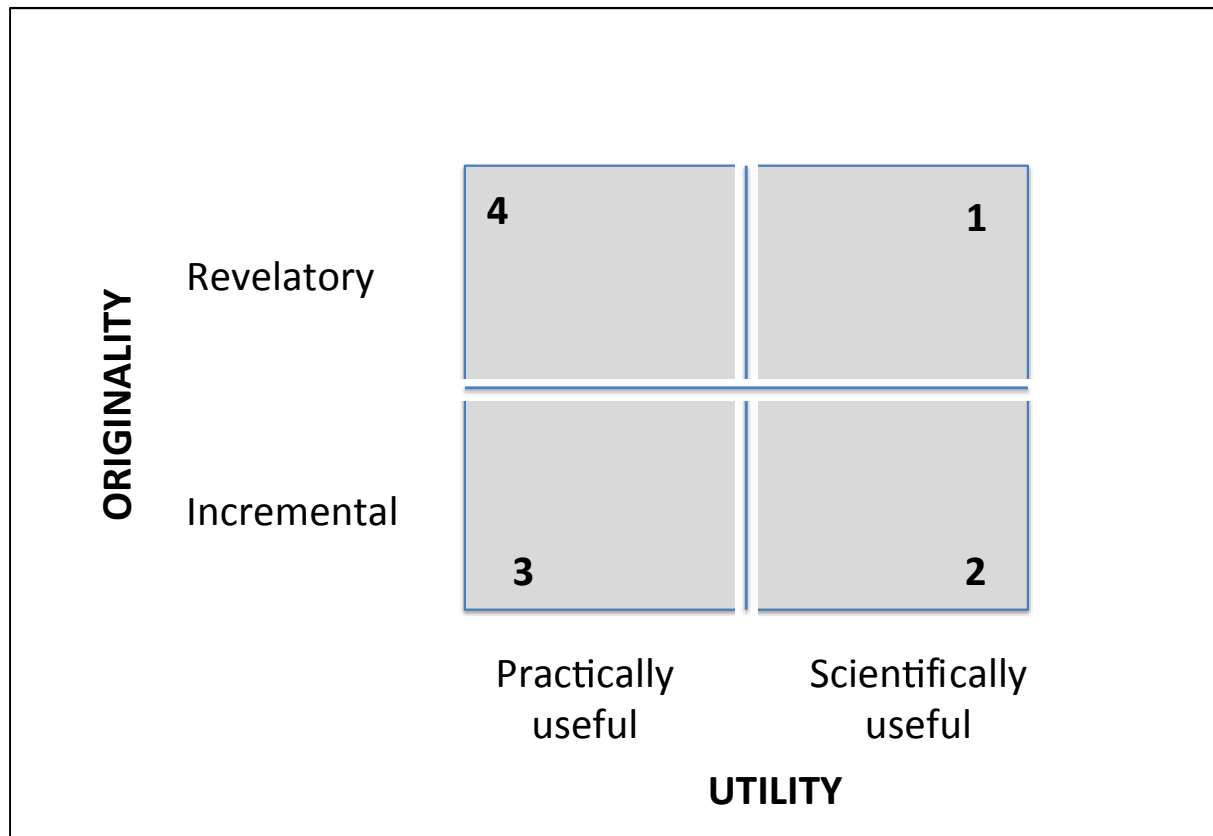 4
1
Revelatory
ORIGINALITY
Incremental
3
2
Practically
useful
Scientifically
useful
UTILITY